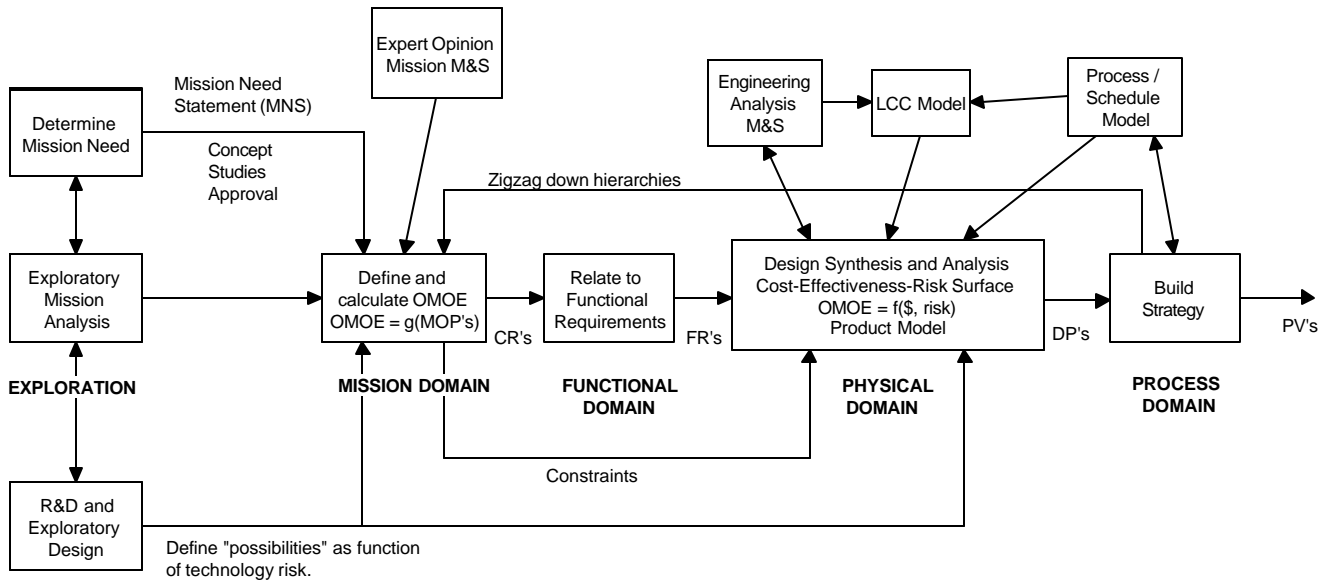 Expert Opinion
Mission M&S
Mission Need
Statement (MNS)
Engineering
Analysis
M&S
LCC Model
Process /
Schedule
Model
Determine
Mission Need
Concept
Studies
Approval
Zigzag down hierarchies
Exploratory
Mission
Analysis
Define and
calculate OMOE
OMOE = g(MOP's)
CR's
Relate to
Functional
Requirements
FR's
Design Synthesis and Analysis
Cost-Effectiveness-Risk Surface
OMOE = f($, risk)
Product Model
DP's
Build
Strategy
PV's
EXPLORATION
MISSION DOMAIN
FUNCTIONAL
DOMAIN
PHYSICAL
DOMAIN
PROCESS
DOMAIN
Constraints
R&D and
Exploratory
Design
Define "possibilities" as function
of technology risk.